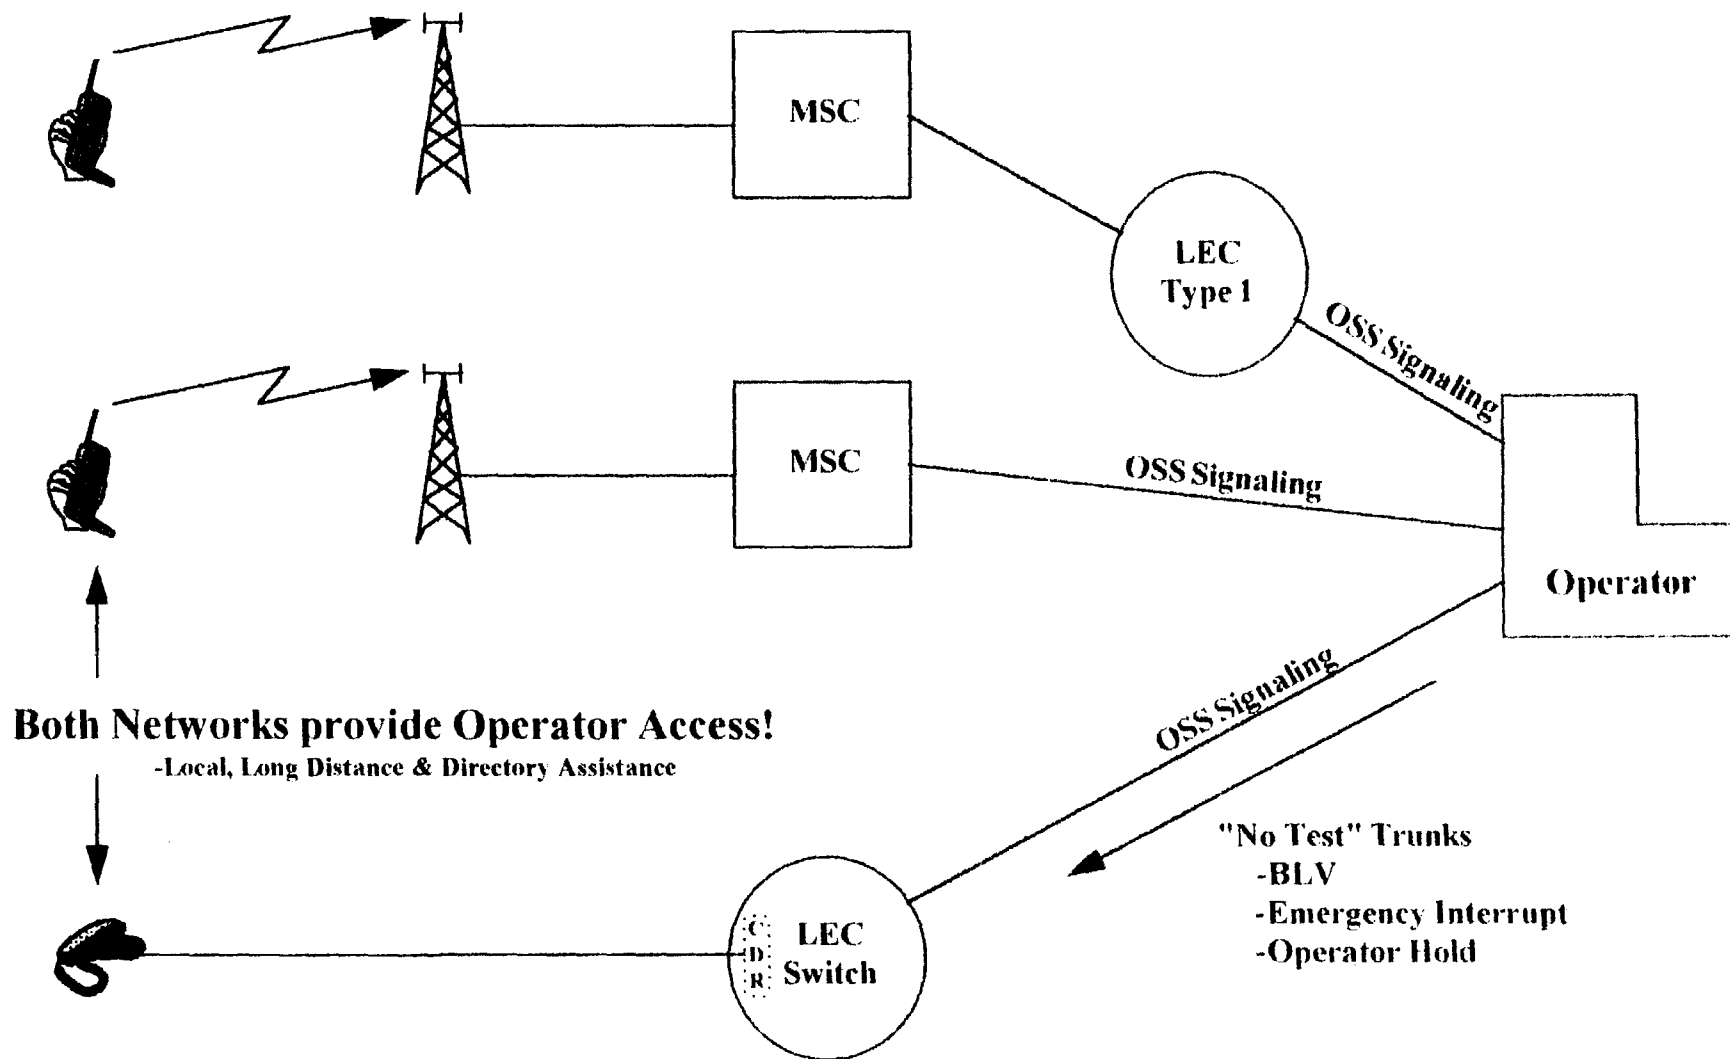 MSC
LEC
Type 1
OSS Signaling
MSC
OSS Signaling
Operator
OSS Signaling
Both Networks provide Operator Access!
-Local, Long Distance & Directory Assistance
"No Test" Trunks
-BLV
-Emergency Interrupt
-Operator Hold
C
D
R
LEC
Switch